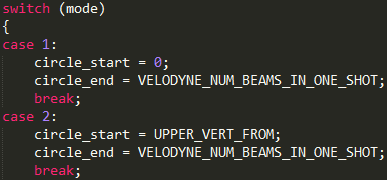 switch (mode)
{
case 1:
    circle_start = 0;
    circle_end = VELODYNE_NUM_BEAMS_IN_ONE_SHOT;
    break;
case 2:
    circle_start = UPPER_VERT_FROM;
    circle_end = VELODYNE_NUM_BEAMS_IN_ONE_SHOT;
    break;